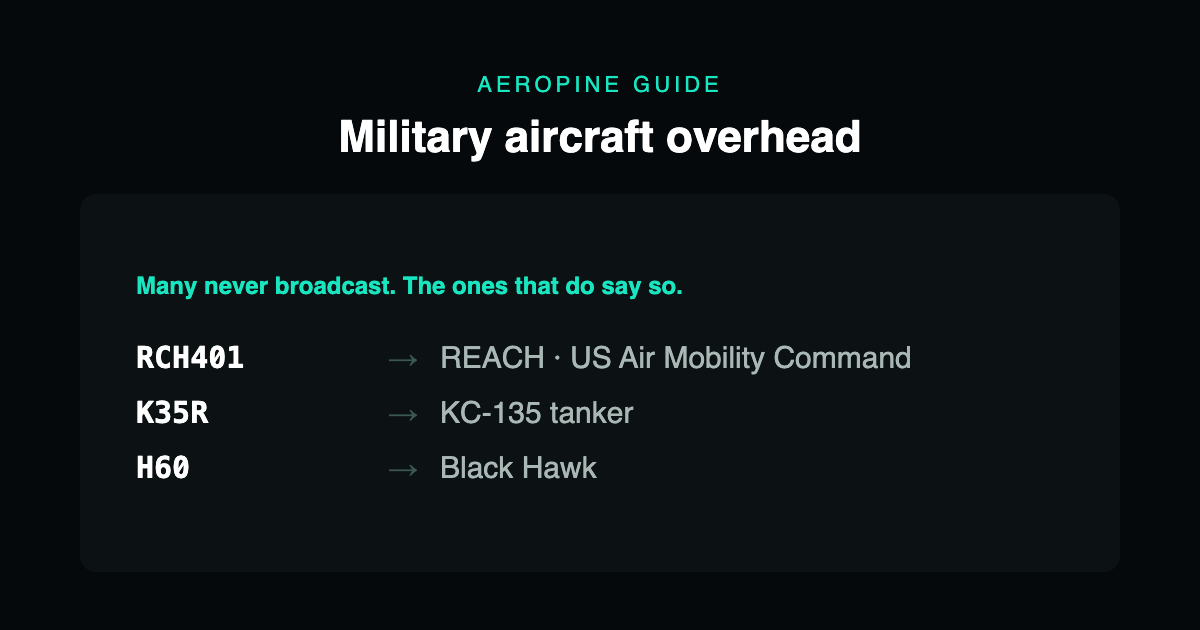 AEROPINE GUIDE
Military aircraft overhead
Many never broadcast. The ones that do say so.
RCH401 → REACH · US Air Mobility Command
K35R → KC-135 tanker
H60 → Black Hawk